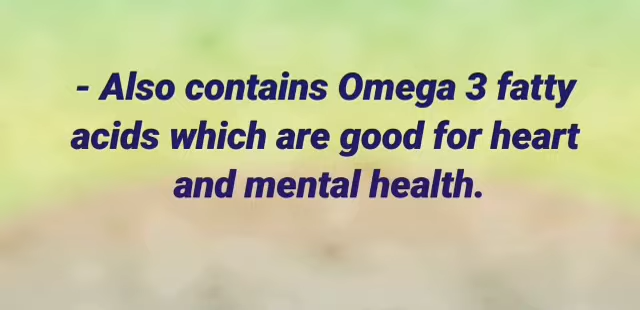 - Also contains Omega 3 fatty
acids which are good for heart
and mental health.